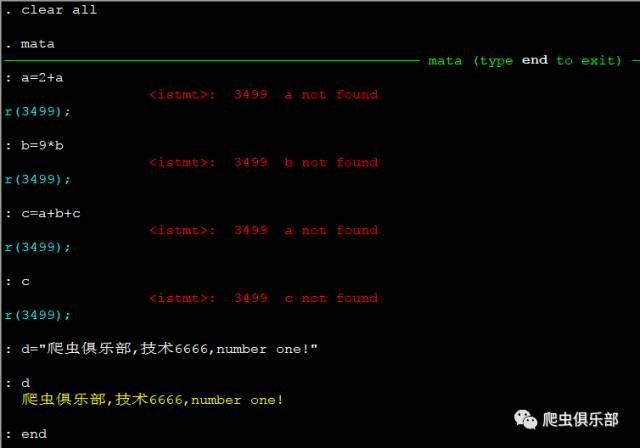 . clear all
. mata
mata (type end to exit)
: a=2+a
<istmt>: 3499 a not found
r(3499);
: b=9*b
<istmt>: 3499 b not found
r(3499);
: c=a+b+c
<istmt>: 3499 a not found
r(3499);
: c
<istmt>: 3499 c not found
r(3499);
: d="爬虫俱乐部,技术6666,number one!"
: d
爬虫俱乐部,技术6666,number one!
: end
爬虫俱乐部